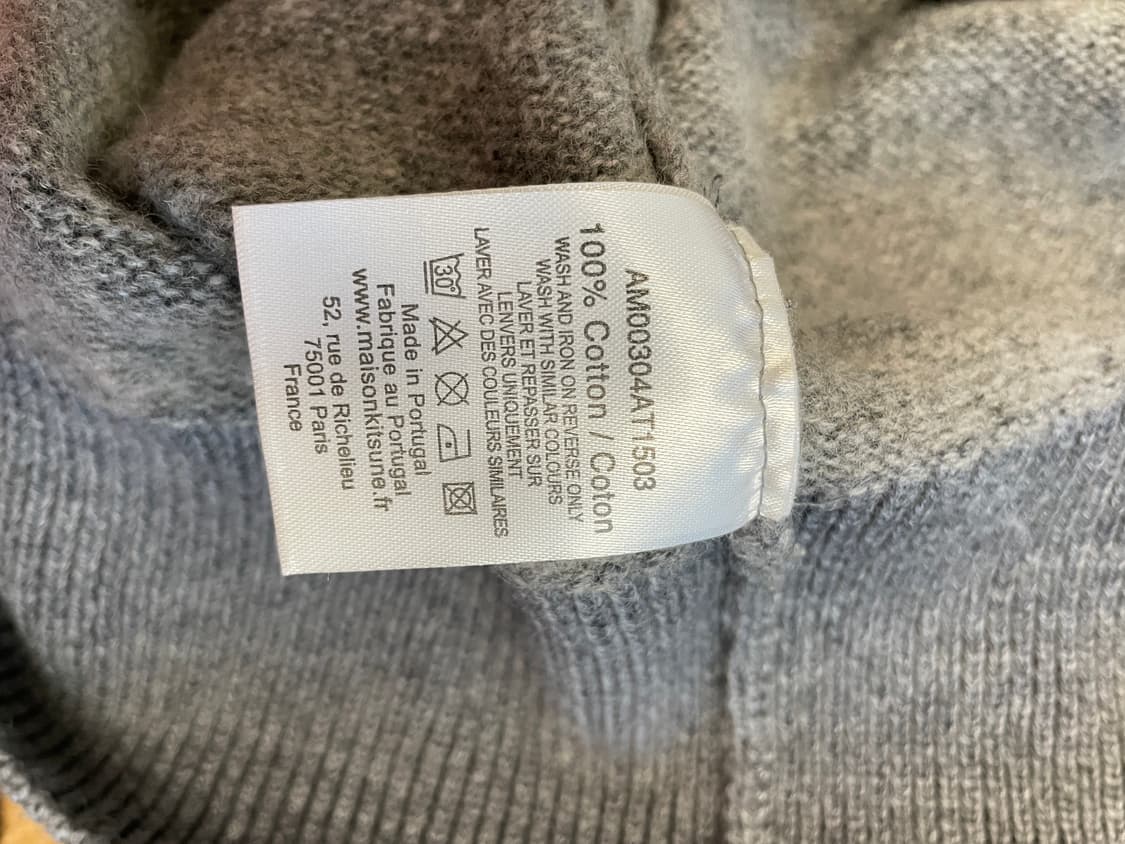 AM00304AT1503
100% Cotton / Coton
WASH AND IRON ON REVERSE ONLY
WASH WITH SIMILAR COLOURS
LAVER ET REPASSER SUR
LENVERS UNIQUEMENT
LAVER AVEC DES COULEURS SIMILAIRES
30°
Made in Portugal
Fabrique au Portugal
www.maisonkitsune.fr
52, rue de Richelieu
75001 Paris
France